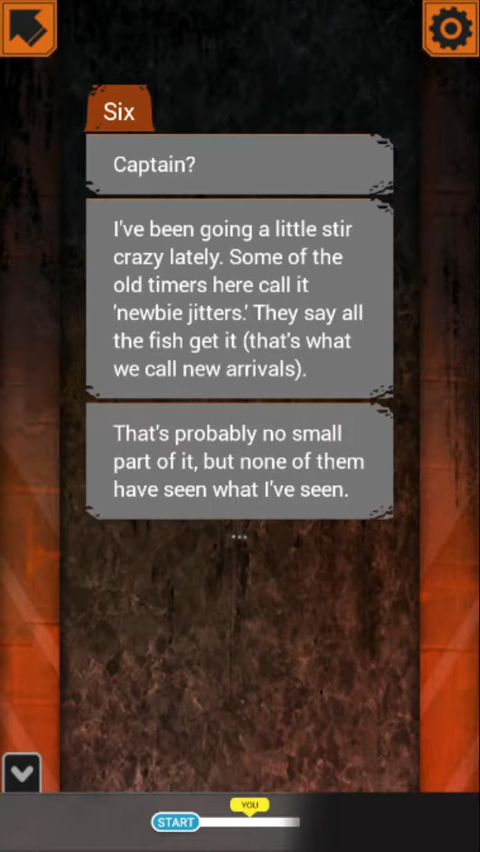 Six
Captain?
I've been going a little stir
crazy lately. Some of the
old timers here call it
'newbie jitters.' They say all
the fish get it (that's what
we call new arrivals).
That's probably no small
part of it, but none of them
have seen what I've seen.
...
YOU
START